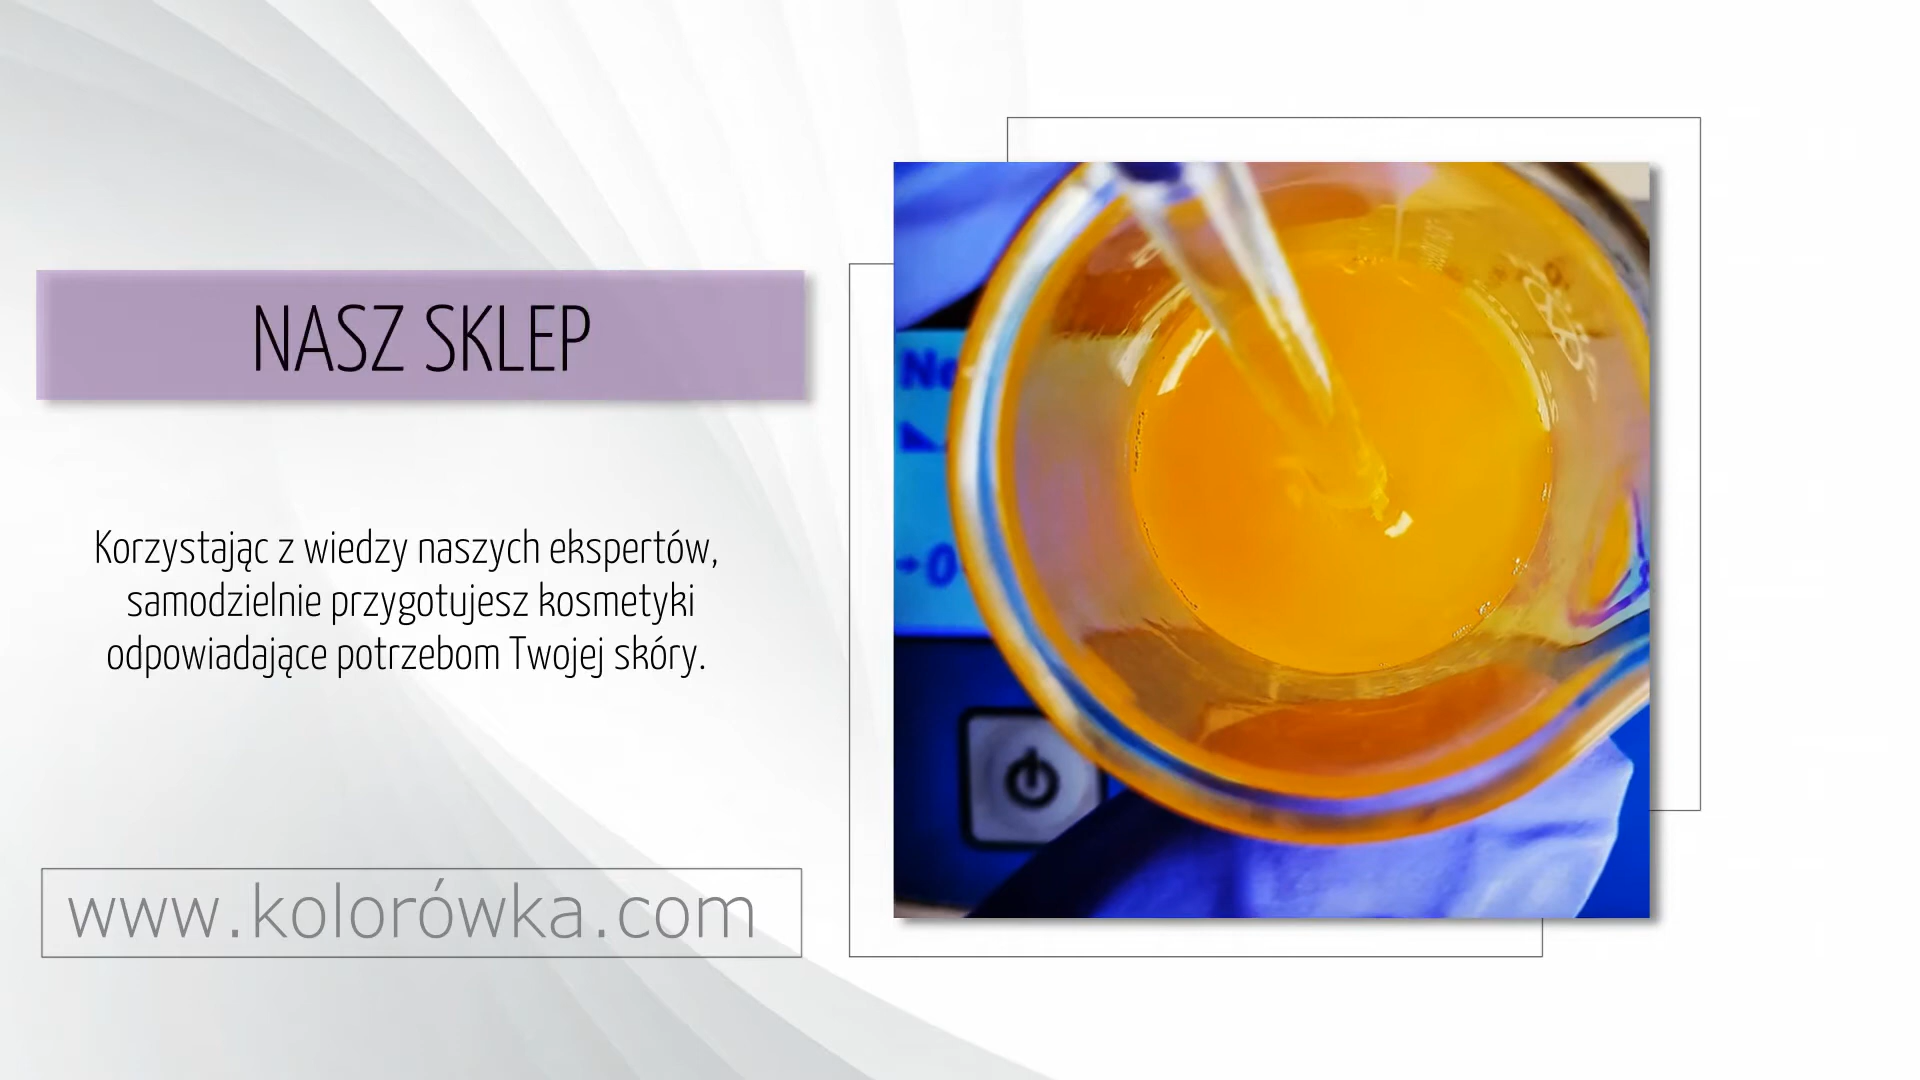 NASZ SKLEP
Korzystając z wiedzy naszych ekspertów,
samodzielnie przygotujesz kosmetyki
odpowiadające potrzebom Twojej skóry.
www.kolorówka.com